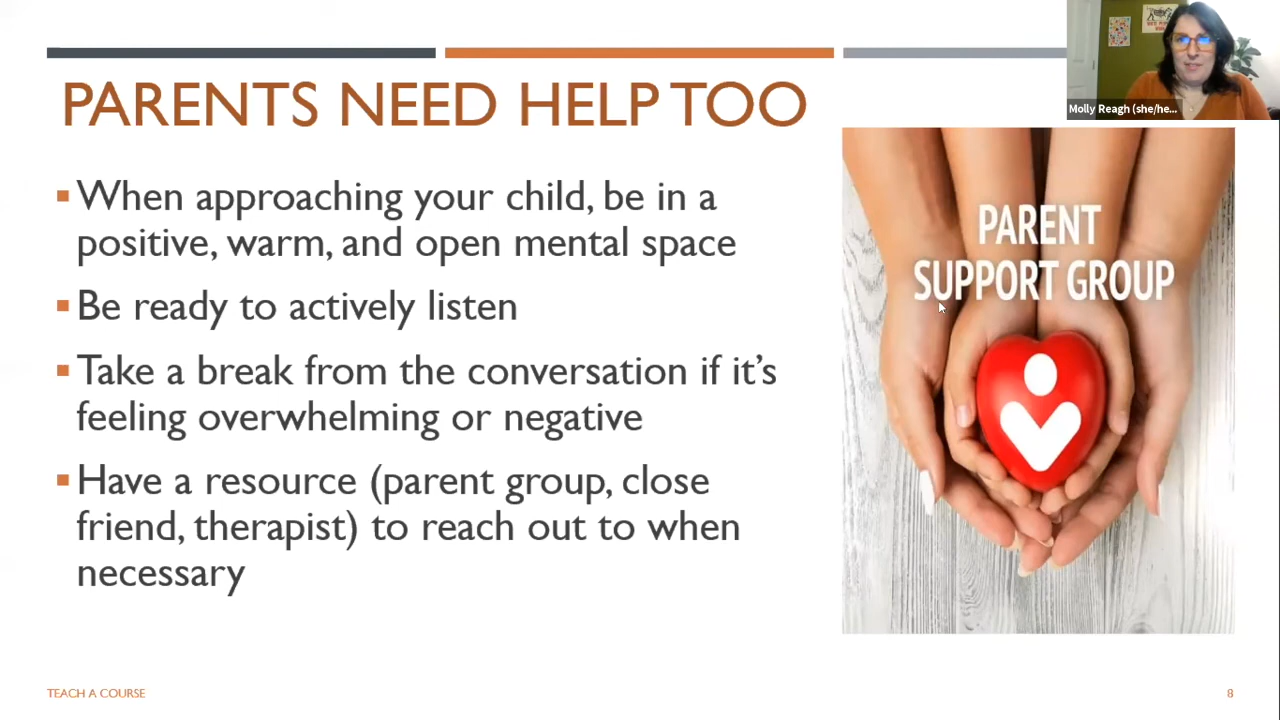 PARENTS NEED HELP TOO
Molly Reagh (she/he...
▪When approaching your child, be in a
positive, warm, and open mental space
▪Be ready to actively listen
▪Take a break from the conversation if it's
feeling overwhelming or negative
▪Have a resource (parent group, close
friend, therapist) to reach out to when
necessary
PARENT
SUPPORT GROUP
TEACH A COURSE
8